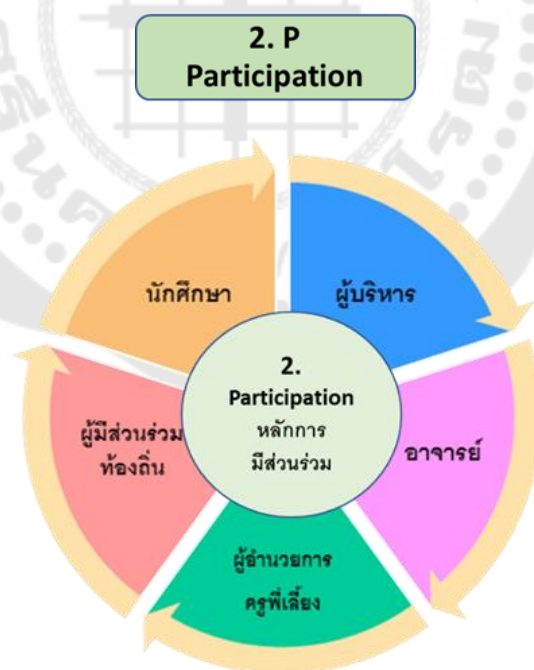 2. P
Participation
นักศึกษา
ผู้บริหาร
2.
Participation
หลักการ
มีส่วนร่วม
ผู้มีส่วนร่วม
ท้องถิ่น
อาจารย์
ผู้อำนวยการ
ครูพี่เลี้ยง